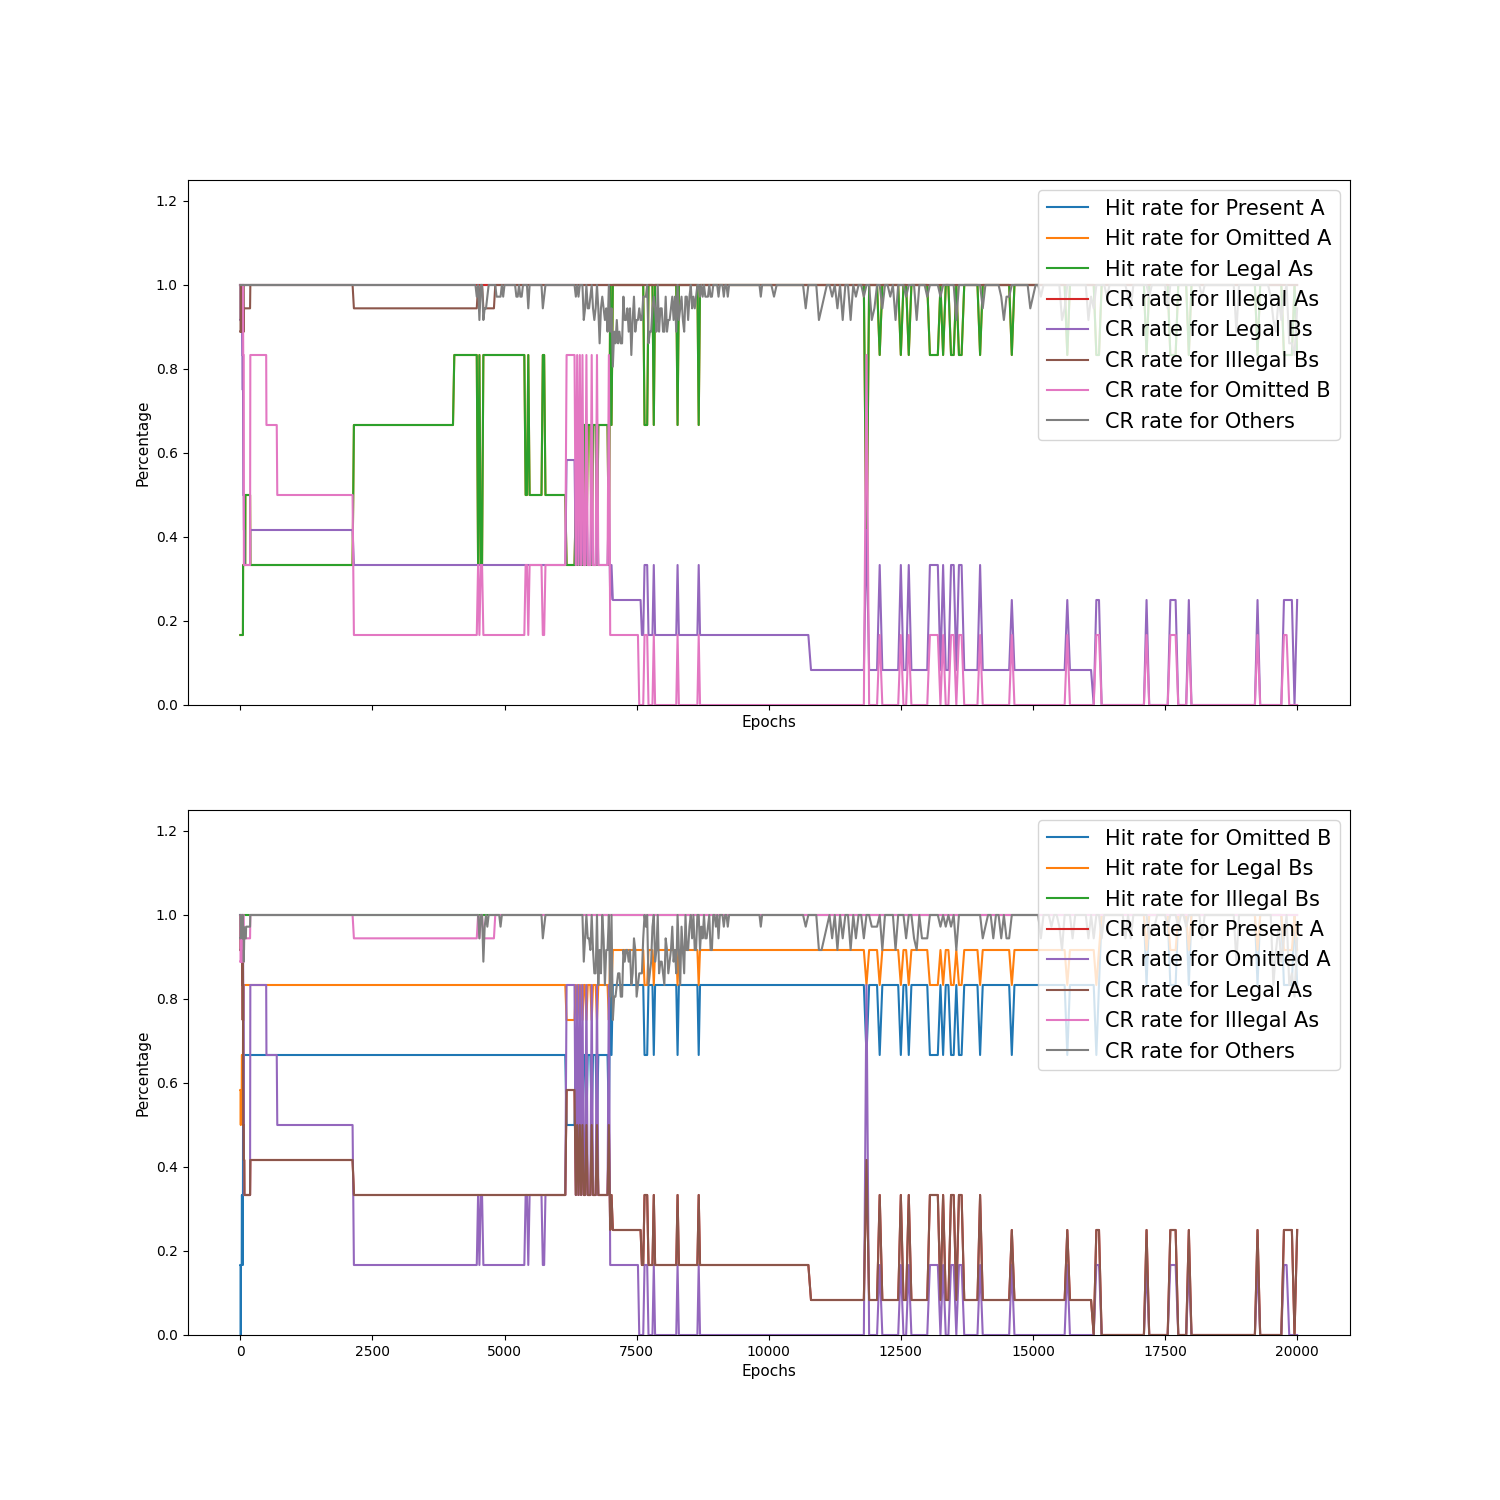 1.2
1.0
0.8
0.6
0.4
0.2
0.0
Percentage
Epochs
Hit rate for Present A
Hit rate for Omitted A
Hit rate for Legal As
CR rate for Illegal As
CR rate for Legal Bs
CR rate for Illegal Bs
CR rate for Omitted B
CR rate for Others
1.2
1.0
0.8
0.6
0.4
0.2
0.0
Percentage
0 2500 5000 7500 10000 12500 15000 17500 20000
Epochs
Hit rate for Omitted B
Hit rate for Legal Bs
Hit rate for Illegal Bs
CR rate for Present A
CR rate for Omitted A
CR rate for Legal As
CR rate for Illegal As
CR rate for Others